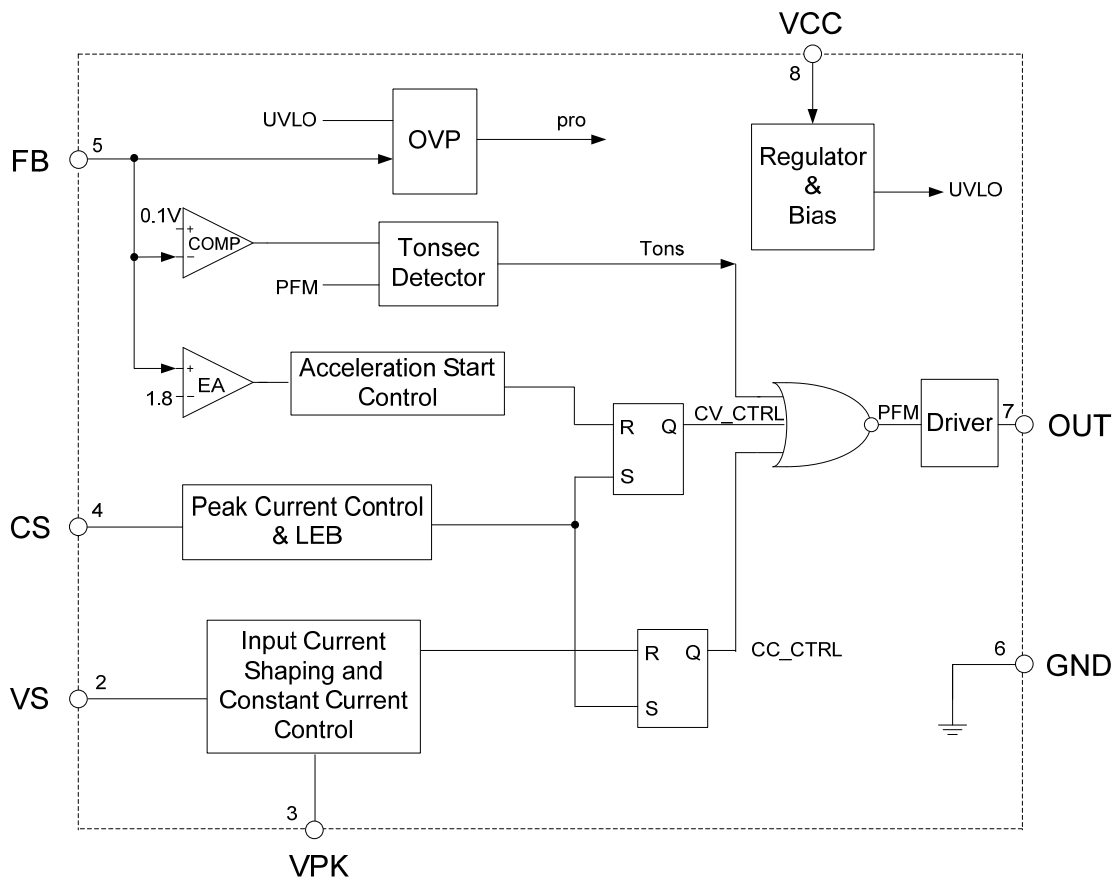 VCC
8
UVLO
OVP
pro
FB
5
Regulator
&
Bias
UVLO
0.1V
+
COMP
-
Tonsec
Detector
PFM
Tons
+
EA
1.8
-
Acceleration Start
Control
R
Q
S
CV_CTRL
PFM
Driver
7
OUT
CS
4
Peak Current Control
& LEB
Input Current
Shaping and
Constant Current
Control
R
Q
S
CC_CTRL
6
GND
VS
2
3
VPK